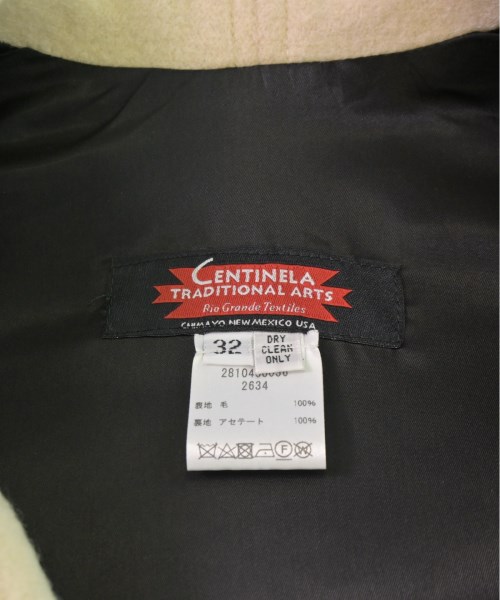 CENTINELA
TRADITIONAL ARTS
Rio Grande Textiles
CHIMAYO NEW MEXICO USA
32
DRY
CLEAN
ONLY
2634
表地 毛 100%
裏地 アセテート 100%